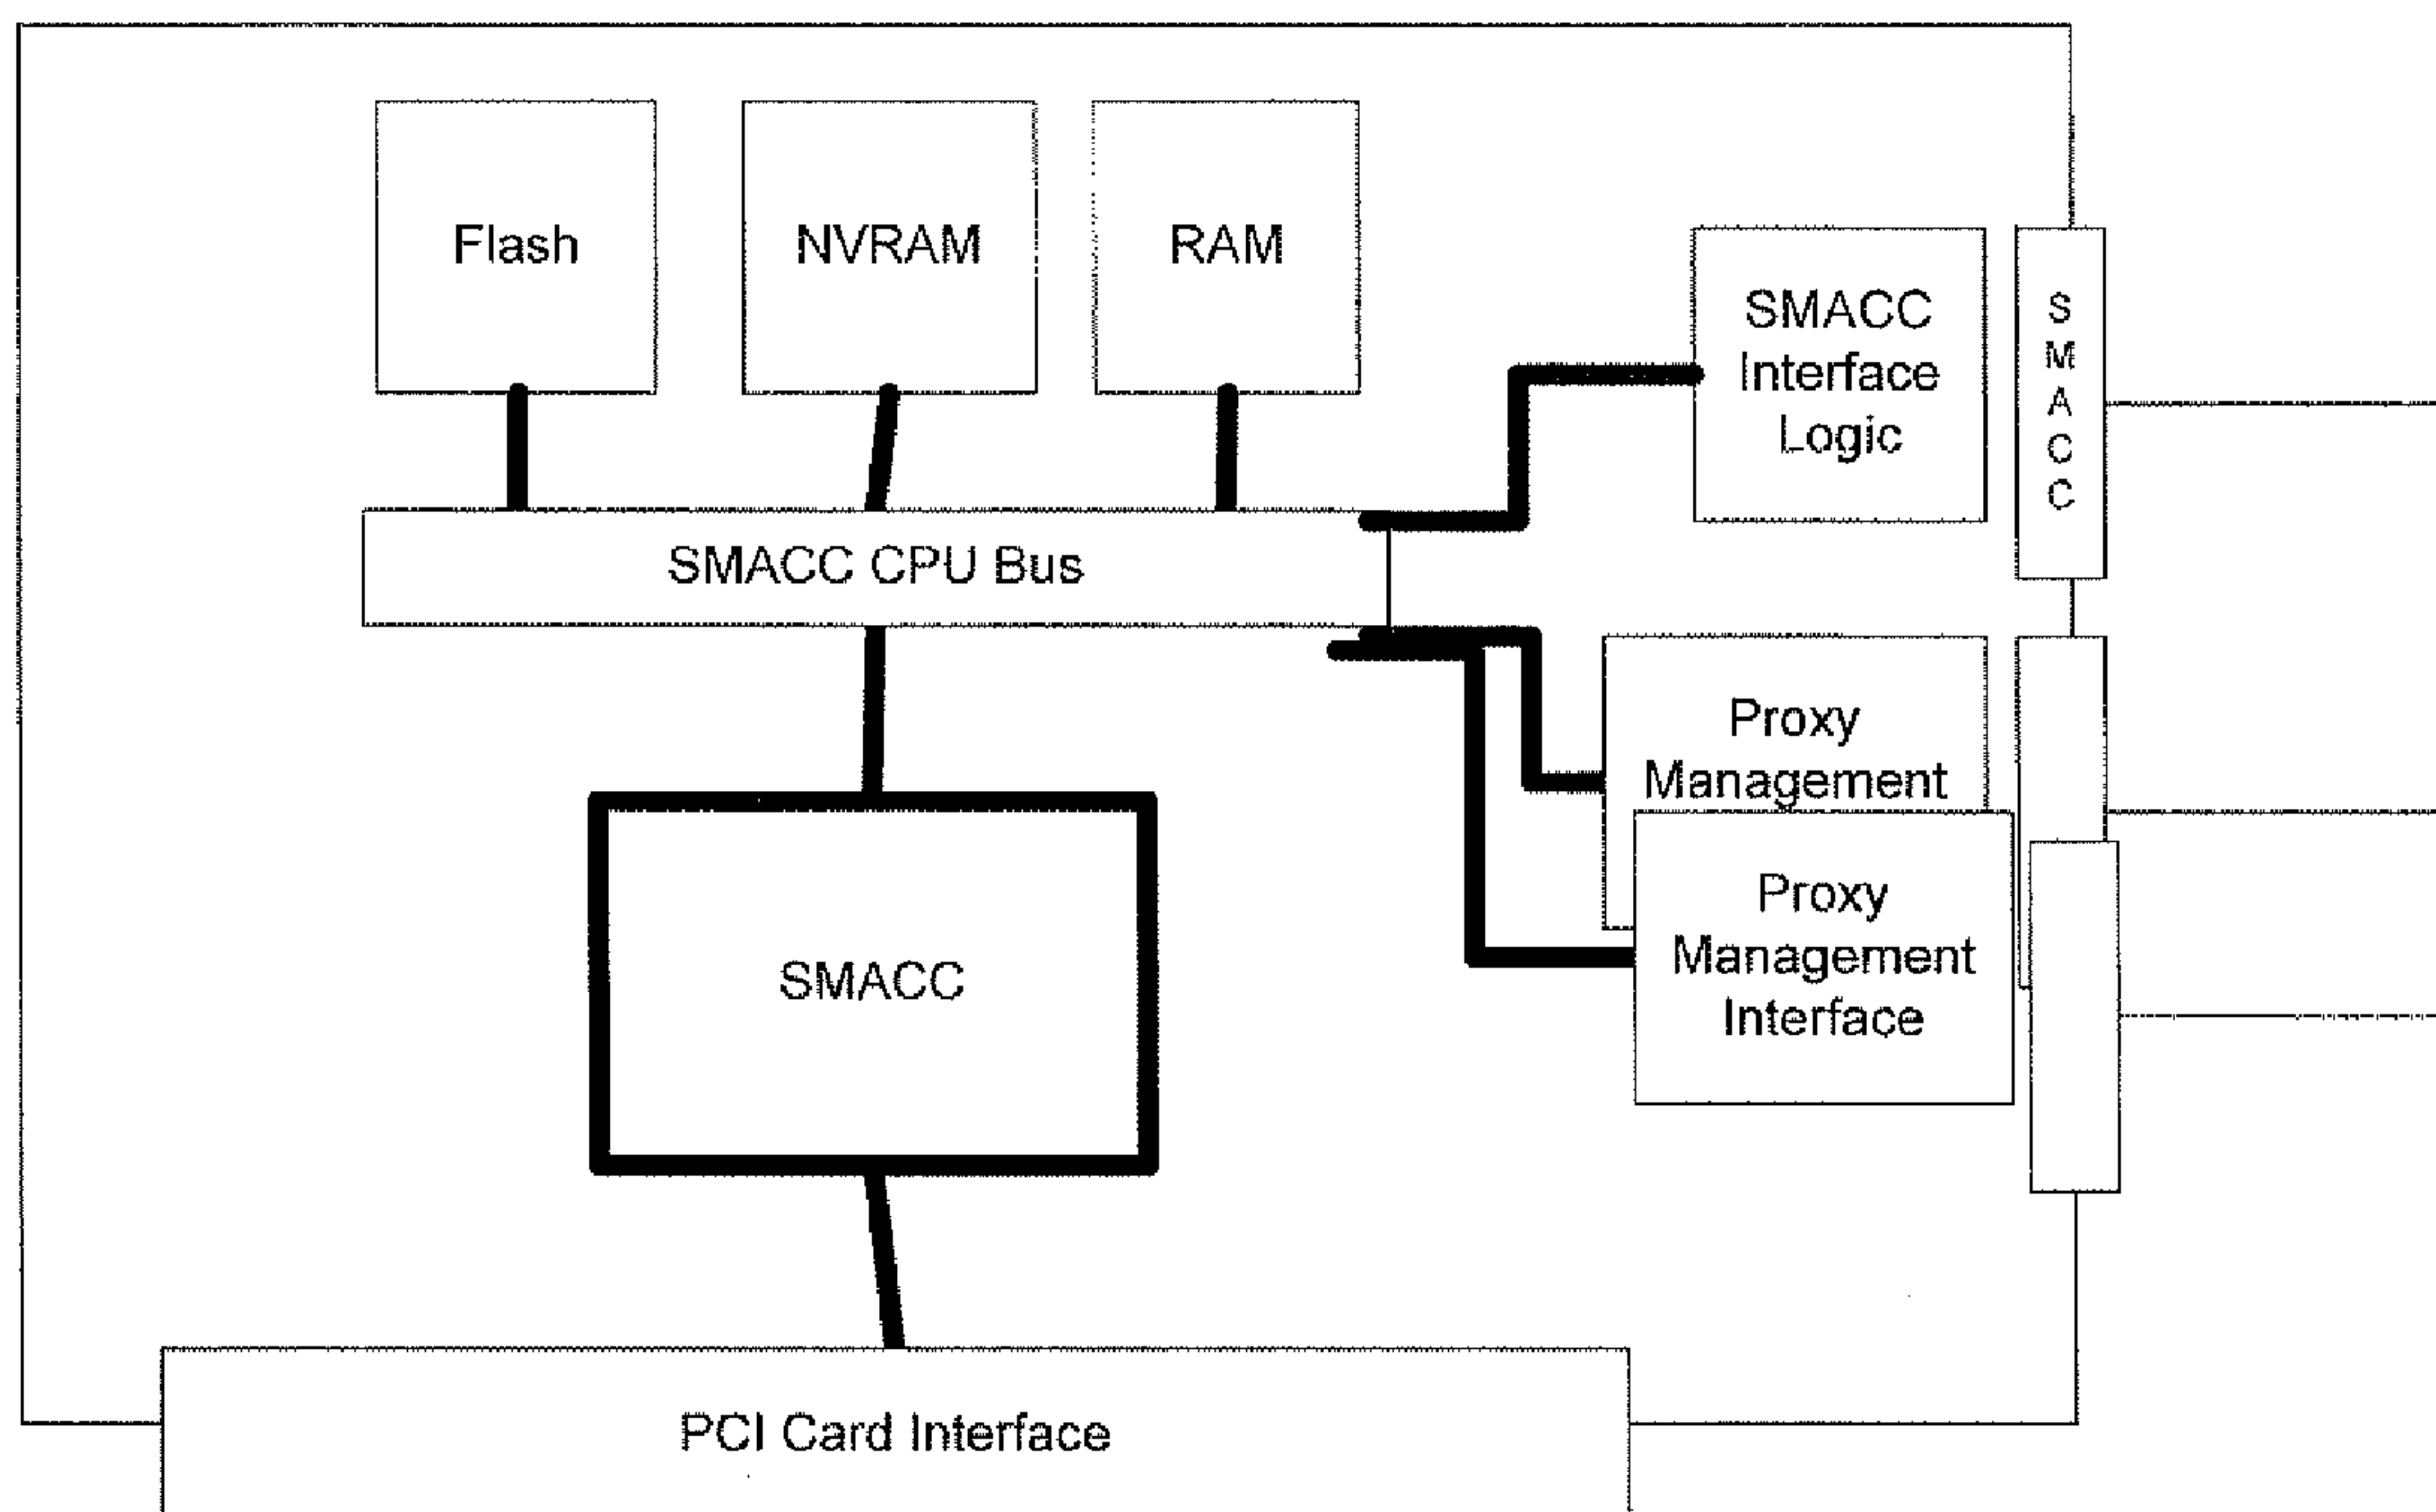 Flash
NVRAM
RAM
SMACC
Interface
Logic
S
M
A
C
C
SMACC CPU Bus
Proxy
Management
Proxy
Management
Interface
SMACC
PCI Card Interface